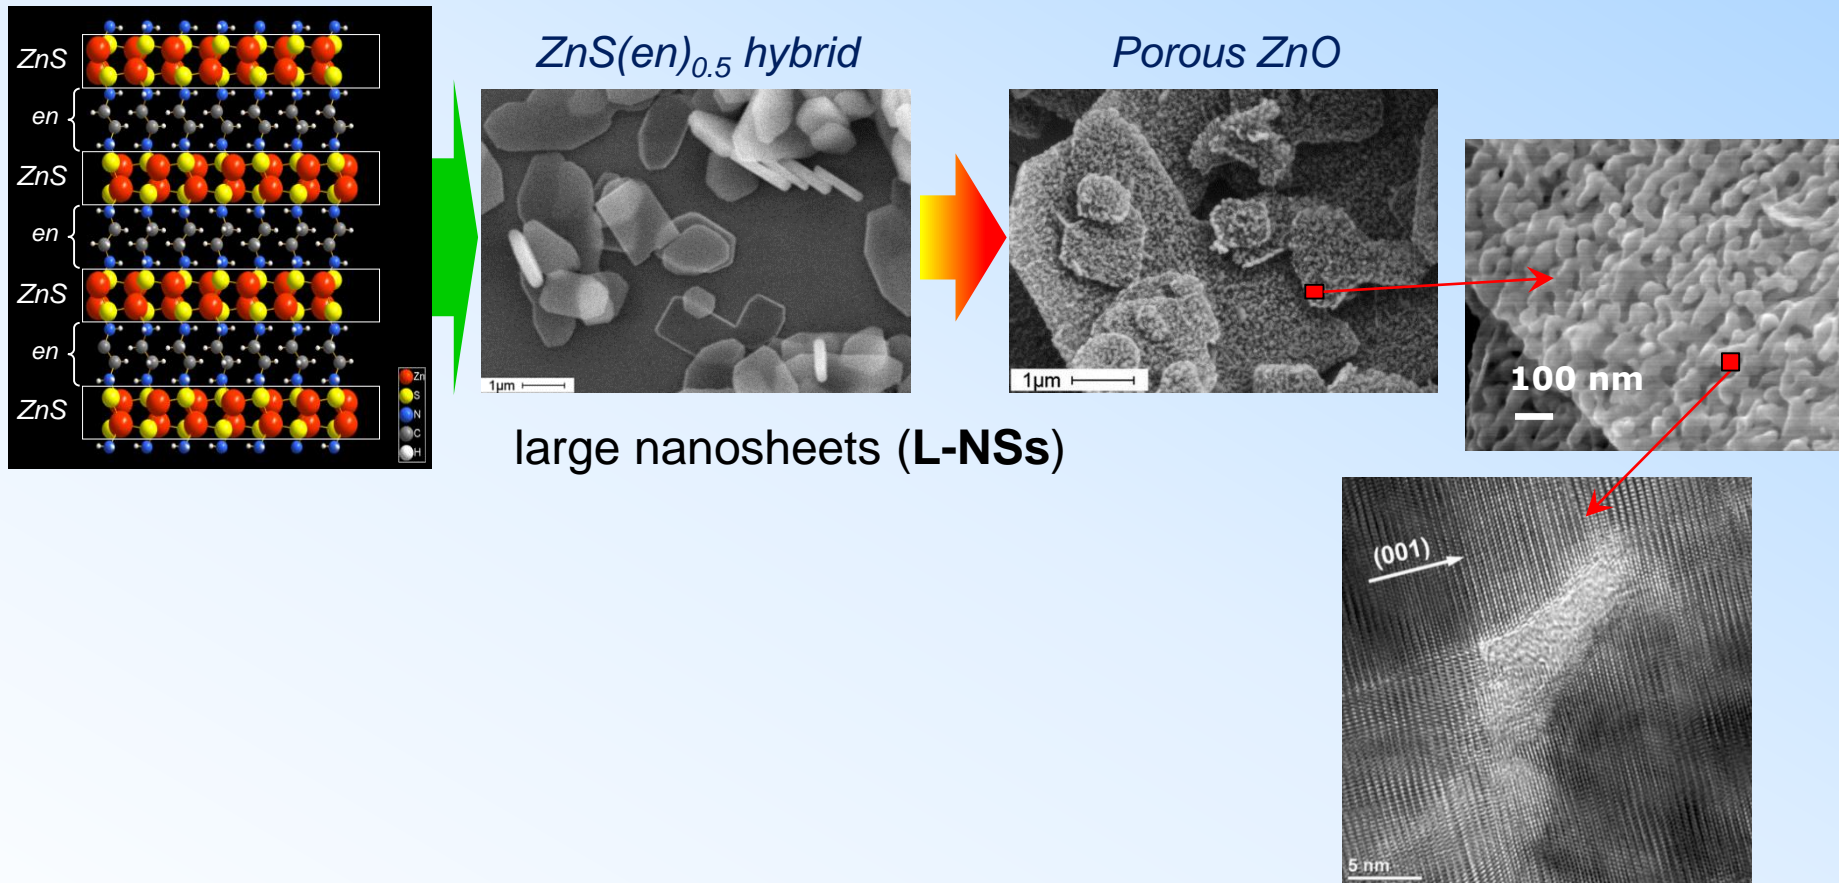 ZnS
en
ZnS
en
ZnS
en
ZnS
Zn
S
N
C
H
ZnS(en)0.5 hybrid
1µm
Porous ZnO
1µm
large nanosheets (L-NSs)
100 nm
(001)
5 nm